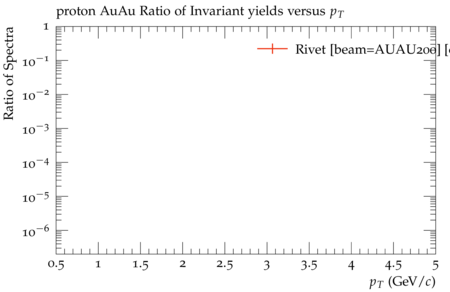 proton AuAu Ratio of Invariant yields versus p_T
Ratio of Spectra
Rivet [beam=AUAU200] [
1
10^−1
10^−2
10^−3
10^−4
10^−5
10^−6
0.5 1 1.5 2 2.5 3 3.5 4 4.5 5
p_T (GeV/c)